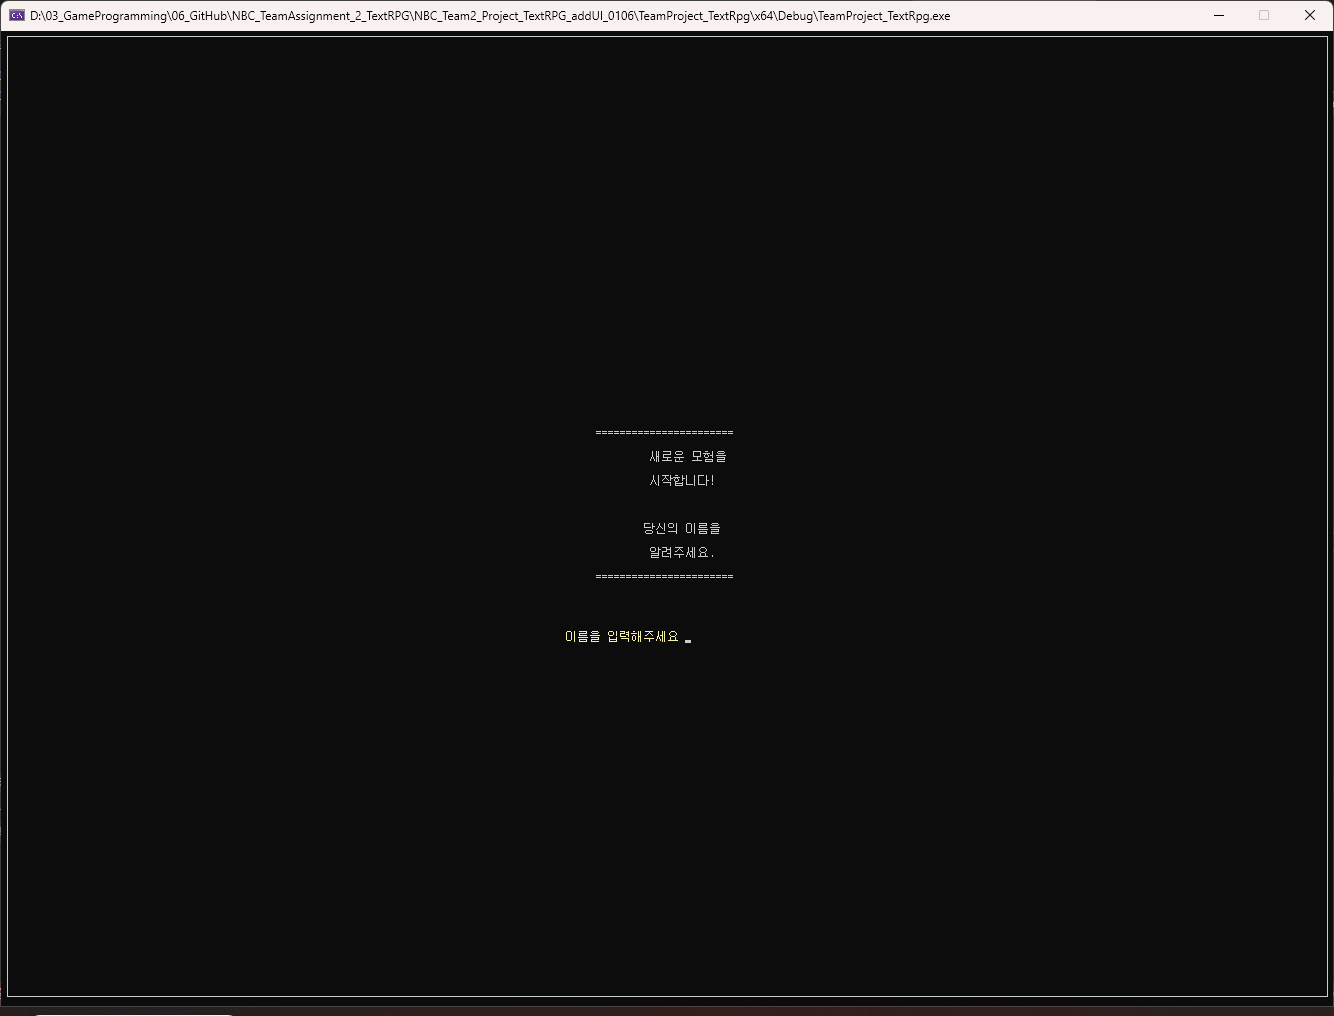 D:\03_GameProgramming\06_GitHub\NBC_TeamAssignment_2_TextRPG\NBC_Team2_Project_TextRPG_addUI_0106\TeamProject_TextRpg\x64\Debug\TeamProject_TextRpg.exe
=======================
새로운 모험을
시작합니다!
당신의 이름을
알려주세요.
=======================
이름을 입력해주세요 _